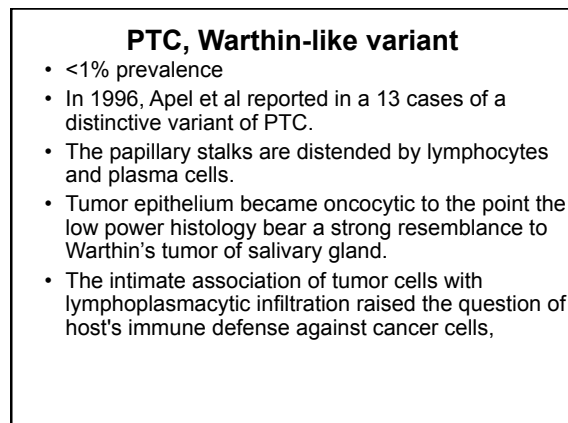 PTC, Warthin-like variant
• <1% prevalence
• In 1996, Apel et al reported in a 13 cases of a
distinctive variant of PTC.
• The papillary stalks are distended by lymphocytes
and plasma cells.
• Tumor epithelium became oncocytic to the point the
low power histology bear a strong resemblance to
Warthin's tumor of salivary gland.
• The intimate association of tumor cells with
lymphoplasmacytic infiltration raised the question of
host's immune defense against cancer cells,